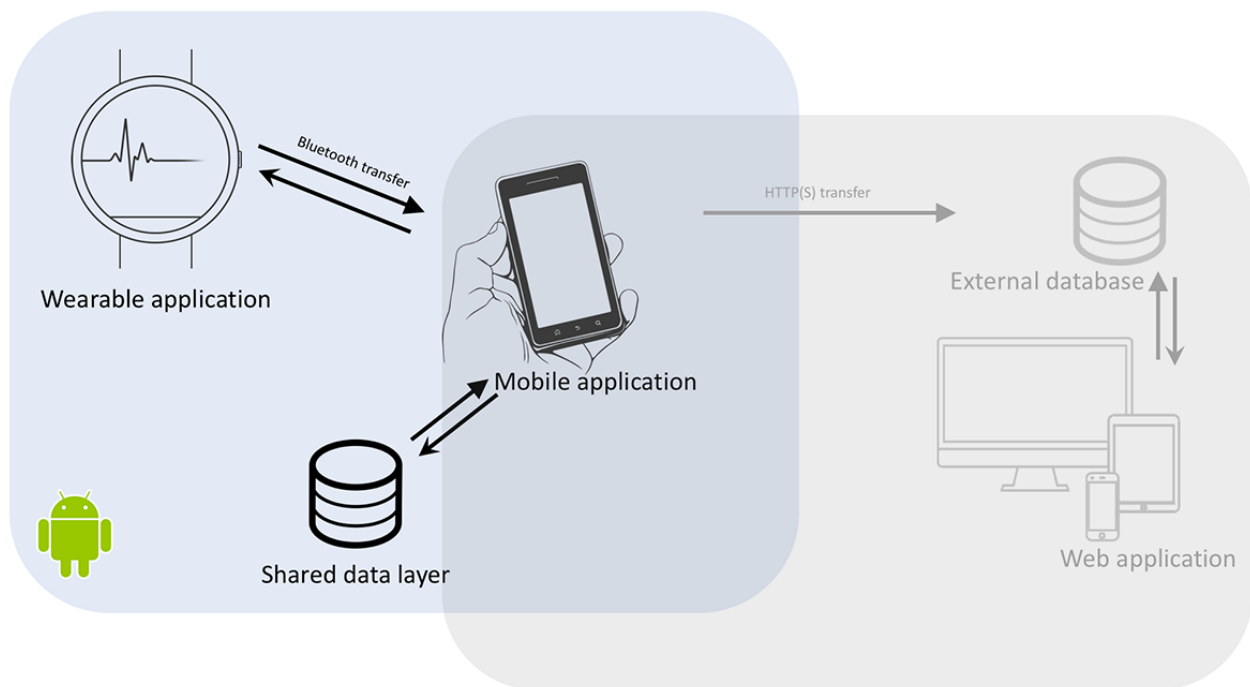 Bluetooth transfer
HTTP(S) transfer
External database
Wearable application
Mobile application
Shared data layer
Web application